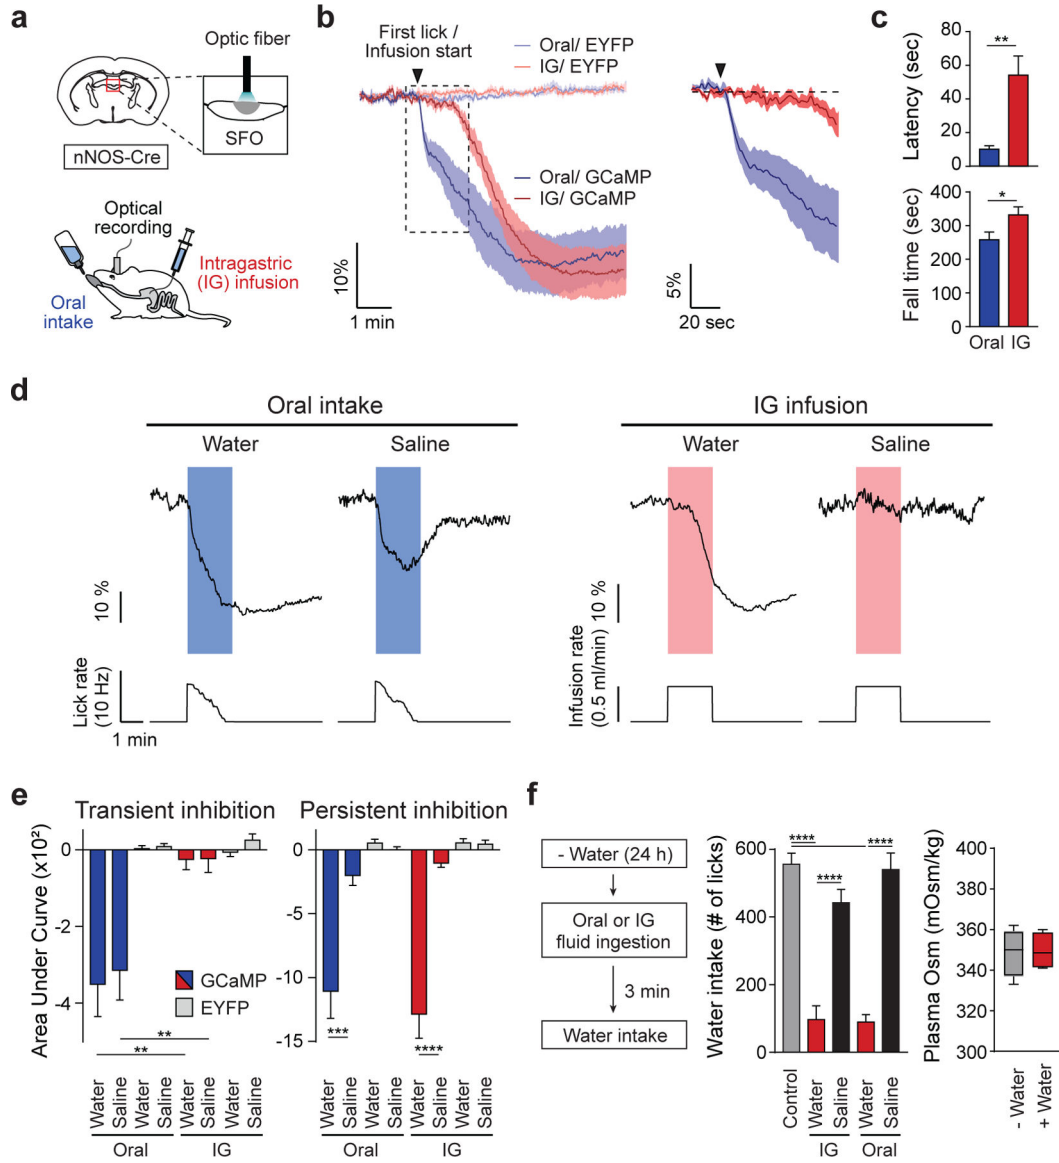 a
Optic fiber
SFO
nNOS-Cre
Optical
recording
Intragastric
(IG) infusion
Oral
intake
b
First lick /
Infusion start
Oral/ EYFP
IG/ EYFP
Oral/ GCaMP
IG/ GCaMP
10%
1 min
5%
20 sec
c
Latency (sec)
80
60
40
20
0
**
Fall time (sec)
400
300
200
100
0
*
Oral IG
d
Oral intake
Water Saline
10 %
Lick rate
(10 Hz)
1 min
IG infusion
Water Saline
10 %
Infusion rate
(0.5 ml/min)
e
Transient inhibition
Persistent inhibition
Area Under Curve (x10²)
0
-2
-4
GCaMP
EYFP
**
**
0
-5
-10
-15
***
****
Water
Saline
Water
Saline
Water
Saline
Water
Saline
Oral IG
Water
Saline
Water
Saline
Water
Saline
Water
Saline
Oral IG
f
- Water (24 h)
Oral or IG
fluid ingestion
3 min
Water intake
Water intake (# of licks)
600
400
200
0
****
****
****
Control
Water
Saline
Water
Saline
IG Oral
Plasma Osm (mOsm/kg)
400
380
360
340
320
300
- Water
+ Water